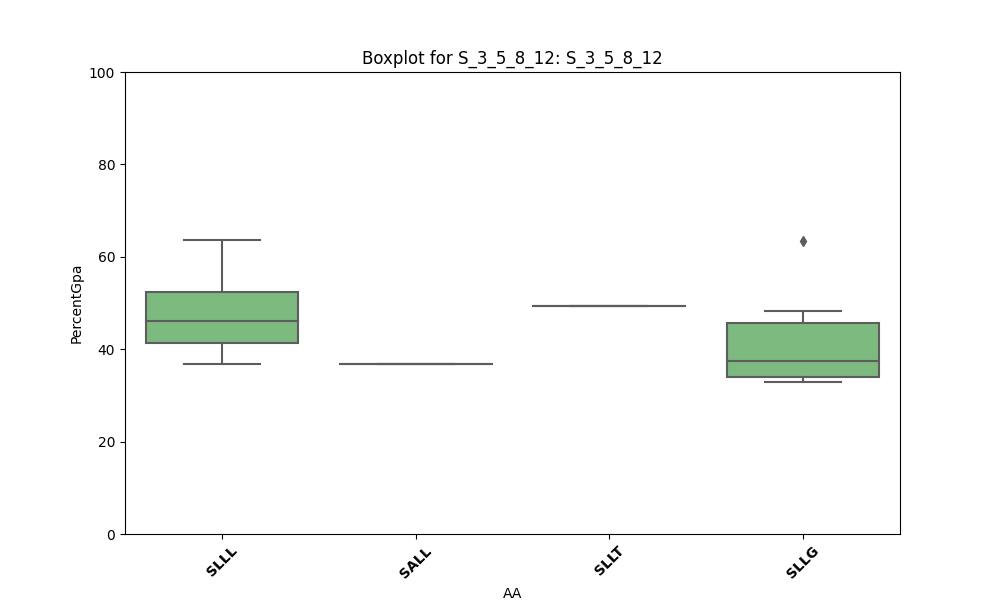 Boxplot for S_3_5_8_12: S_3_5_8_12
100
80
60
40
20
0
PercentGpa
SLLL
SALL
SLLT
SLLG
AA